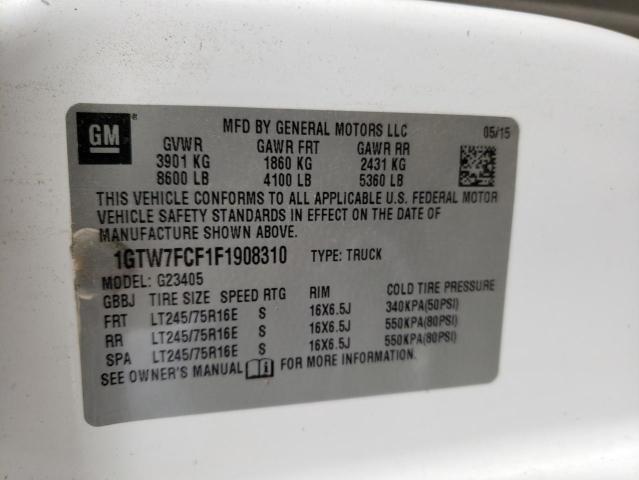 GM ® MFD BY GENERAL MOTORS LLC 05/15
GVWR GAWR FRT GAWR RR
3901 KG 1860 KG 2431 KG
8600 LB 4100 LB 5360 LB
THIS VEHICLE CONFORMS TO ALL APPLICABLE U.S. FEDERAL MOTOR
VEHICLE SAFETY STANDARDS IN EFFECT ON THE DATE OF
MANUFACTURE SHOWN ABOVE.
1GTW7FCF1F1908310 TYPE: TRUCK
MODEL: G23405
GBBJ TIRE SIZE SPEED RTG RIM COLD TIRE PRESSURE
FRT LT245/75R16E S 16X6.5J 340KPA(50PSI)
RR LT245/75R16E S 16X6.5J 550KPA(80PSI)
SPA LT245/75R16E S 16X6.5J 550KPA(80PSI)
SEE OWNER'S MANUAL FOR MORE INFORMATION.